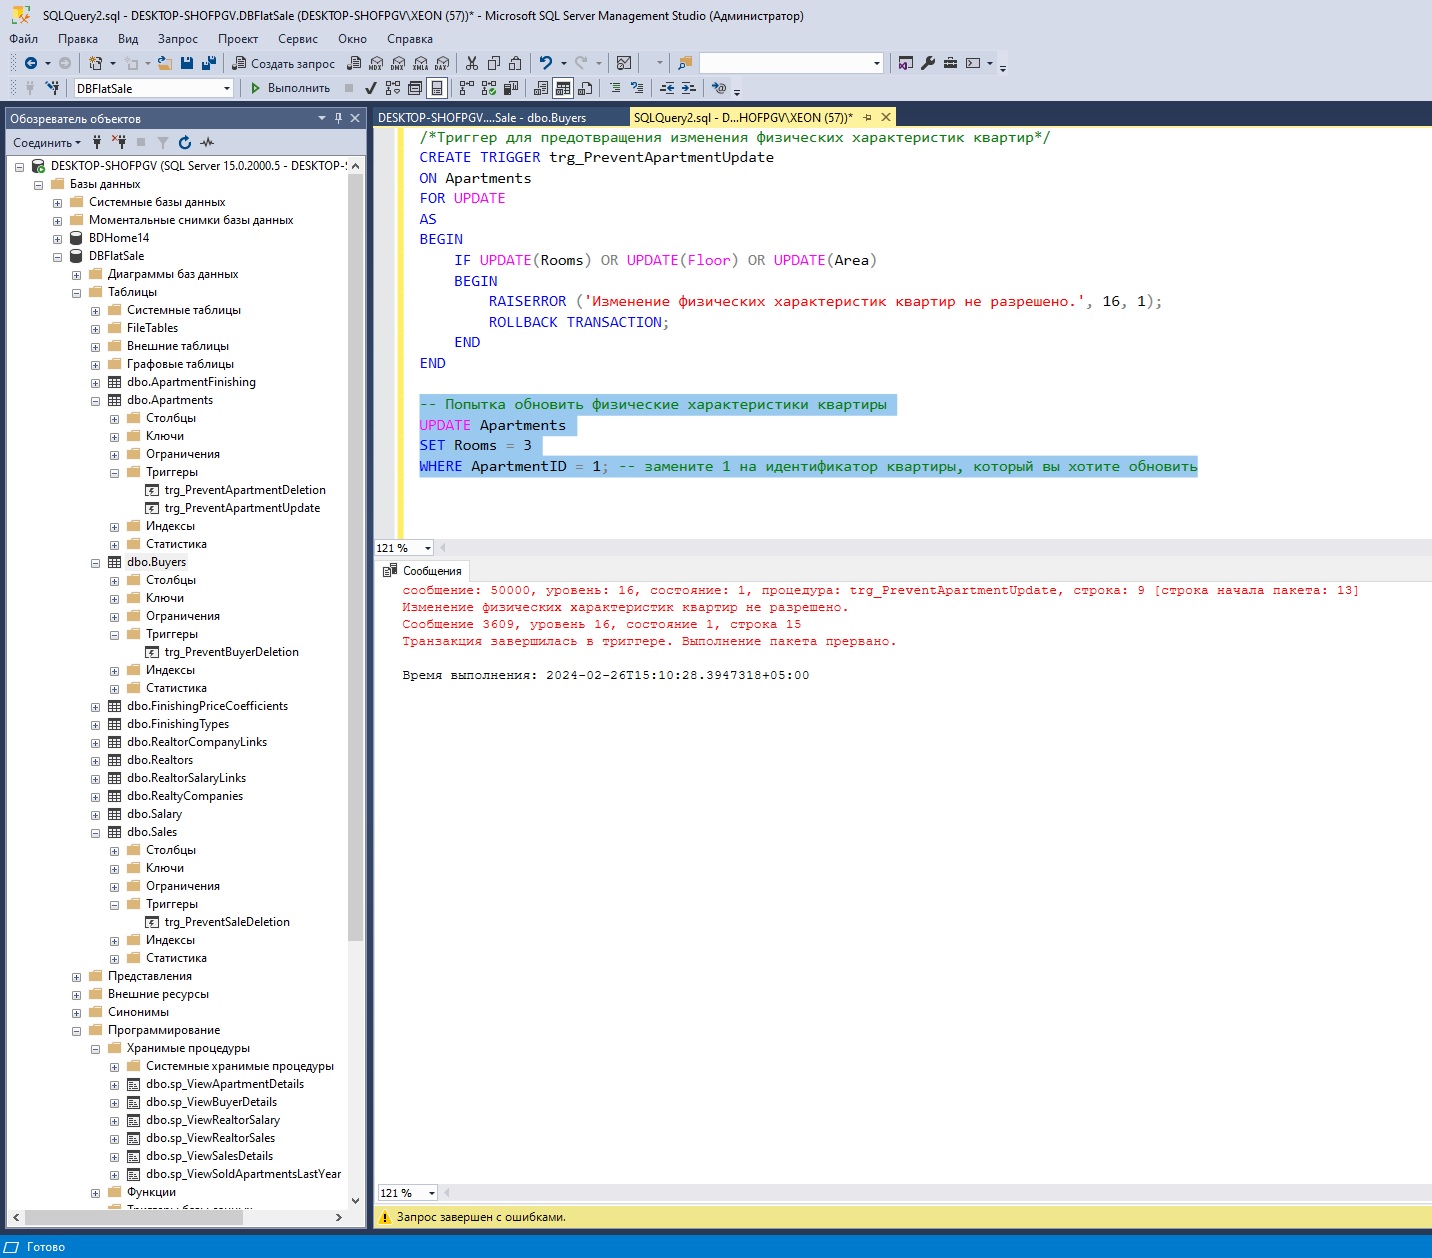 SQLQuery2.sql - DESKTOP-SHOFPGV.DBFlatSale (DESKTOP-SHOFPGV\XEON (57))* - Microsoft SQL Server Management Studio (Администратор)
Файл Правка Вид Запрос Проект Сервис Окно Справка
Создать запрос MDX DMX XMLA DAX
DBFlatSale Выполнить
Обозреватель объектов
Соединить
DESKTOP-SHOFPGV (SQL Server 15.0.2000.5 - DESKTOP-
Базы данных
Системные базы данных
Моментальные снимки базы данных
BDHome14
DBFlatSale
Диаграммы баз данных
Таблицы
Системные таблицы
FileTables
Внешние таблицы
Графовые таблицы
dbo.ApartmentFinishing
dbo.Apartments
Столбцы
Ключи
Ограничения
Триггеры
trg_PreventApartmentDeletion
trg_PreventApartmentUpdate
Индексы
Статистика
dbo.Buyers
Столбцы
Ключи
Ограничения
Триггеры
trg_PreventBuyerDeletion
Индексы
Статистика
dbo.FinishingPriceCoefficients
dbo.FinishingTypes
dbo.RealtorCompanyLinks
dbo.Realtors
dbo.RealtorSalaryLinks
dbo.RealtyCompanies
dbo.Salary
dbo.Sales
Столбцы
Ключи
Ограничения
Триггеры
trg_PreventSaleDeletion
Индексы
Статистика
Представления
Внешние ресурсы
Синонимы
Программирование
Хранимые процедуры
Системные хранимые процедуры
dbo.sp_ViewApartmentDetails
dbo.sp_ViewBuyerDetails
dbo.sp_ViewRealtorSalary
dbo.sp_ViewRealtorSales
dbo.sp_ViewSalesDetails
dbo.sp_ViewSoldApartmentsLastYear
Функции
DESKTOP-SHOFPGV....Sale - dbo.Buyers
SQLQuery2.sql - D...HOFPGV\XEON (57))*
/*Триггер для предотвращения изменения физических характеристик квартир*/
CREATE TRIGGER trg_PreventApartmentUpdate
ON Apartments
FOR UPDATE
AS
BEGIN
IF UPDATE(Rooms) OR UPDATE(Floor) OR UPDATE(Area)
BEGIN
RAISERROR ('Изменение физических характеристик квартир не разрешено.', 16, 1);
ROLLBACK TRANSACTION;
END
END
-- Попытка обновить физические характеристики квартиры
UPDATE Apartments
SET Rooms = 3
WHERE ApartmentID = 1; -- замените 1 на идентификатор квартиры, который вы хотите обновить
121 %
Сообщения
сообщение: 50000, уровень: 16, состояние: 1, процедура: trg_PreventApartmentUpdate, строка: 9 [строка начала пакета: 13]
Изменение физических характеристик квартир не разрешено.
Сообщение 3609, уровень 16, состояние 1, строка 15
Транзакция завершилась в триггере. Выполнение пакета прервано.
Время выполнения: 2024-02-26T15:10:28.3947318+05:00
121 %
Запрос завершен с ошибками.
Готово